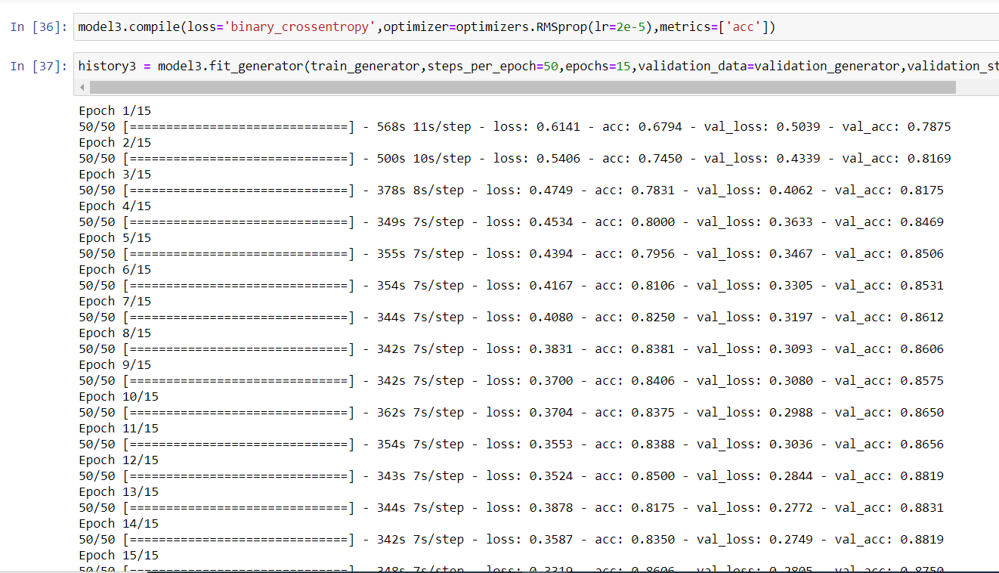 In [36]: model3.compile(loss='binary_crossentropy',optimizer=optimizers.RMSprop(lr=2e-5),metrics=['acc'])
In [37]: history3 = model3.fit_generator(train_generator,steps_per_epoch=50,epochs=15,validation_data=validation_generator,validation_st
Epoch 1/15
50/50 [==============================] - 568s 11s/step - loss: 0.6141 - acc: 0.6794 - val_loss: 0.5039 - val_acc: 0.7875
Epoch 2/15
50/50 [==============================] - 500s 10s/step - loss: 0.5406 - acc: 0.7450 - val_loss: 0.4339 - val_acc: 0.8169
Epoch 3/15
50/50 [==============================] - 378s 8s/step - loss: 0.4749 - acc: 0.7831 - val_loss: 0.4062 - val_acc: 0.8175
Epoch 4/15
50/50 [==============================] - 349s 7s/step - loss: 0.4534 - acc: 0.8000 - val_loss: 0.3633 - val_acc: 0.8469
Epoch 5/15
50/50 [==============================] - 355s 7s/step - loss: 0.4394 - acc: 0.7956 - val_loss: 0.3467 - val_acc: 0.8506
Epoch 6/15
50/50 [==============================] - 354s 7s/step - loss: 0.4167 - acc: 0.8106 - val_loss: 0.3305 - val_acc: 0.8531
Epoch 7/15
50/50 [==============================] - 344s 7s/step - loss: 0.4080 - acc: 0.8250 - val_loss: 0.3197 - val_acc: 0.8612
Epoch 8/15
50/50 [==============================] - 342s 7s/step - loss: 0.3831 - acc: 0.8381 - val_loss: 0.3093 - val_acc: 0.8606
Epoch 9/15
50/50 [==============================] - 342s 7s/step - loss: 0.3700 - acc: 0.8406 - val_loss: 0.3080 - val_acc: 0.8575
Epoch 10/15
50/50 [==============================] - 362s 7s/step - loss: 0.3704 - acc: 0.8375 - val_loss: 0.2988 - val_acc: 0.8650
Epoch 11/15
50/50 [==============================] - 354s 7s/step - loss: 0.3553 - acc: 0.8388 - val_loss: 0.3036 - val_acc: 0.8656
Epoch 12/15
50/50 [==============================] - 343s 7s/step - loss: 0.3524 - acc: 0.8500 - val_loss: 0.2844 - val_acc: 0.8819
Epoch 13/15
50/50 [==============================] - 344s 7s/step - loss: 0.3878 - acc: 0.8175 - val_loss: 0.2772 - val_acc: 0.8831
Epoch 14/15
50/50 [==============================] - 342s 7s/step - loss: 0.3587 - acc: 0.8350 - val_loss: 0.2749 - val_acc: 0.8819
Epoch 15/15
50/50 [==============================] - 348s 7s/step - loss: 0.3319 - acc: 0.8606 - val_loss: 0.2805 - val_acc: 0.8750